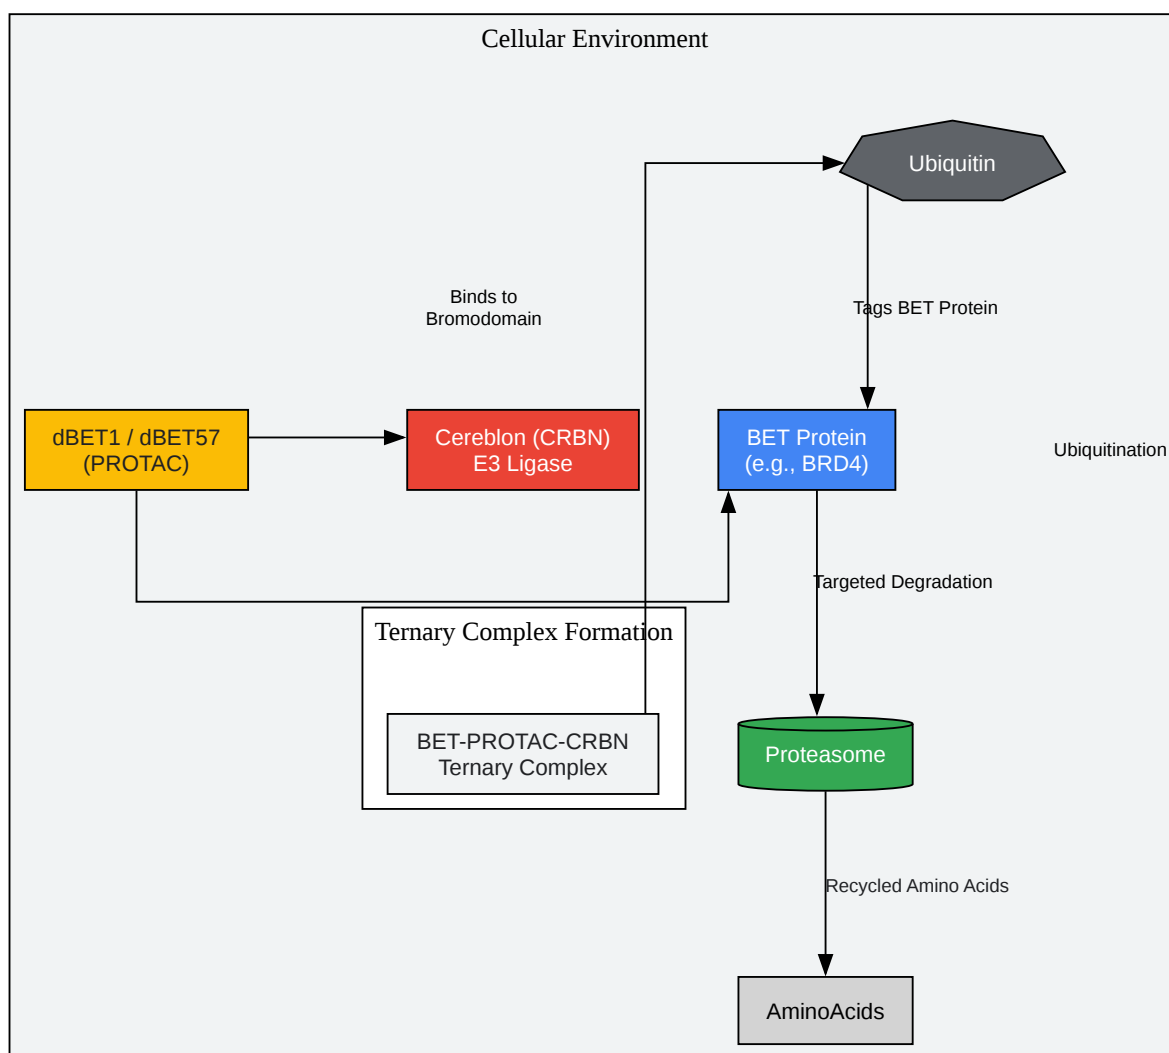 Cellular Environment
Ubiquitin
Binds to
Bromodomain
Tags BET Protein
dBET1 / dBET57
(PROTAC)
Cereblon (CRBN)
E3 Ligase
BET Protein
(e.g., BRD4)
Ubiquitination
Targeted Degradation
Ternary Complex Formation
BET-PROTAC-CRBN
Ternary Complex
Proteasome
Recycled Amino Acids
AminoAcids